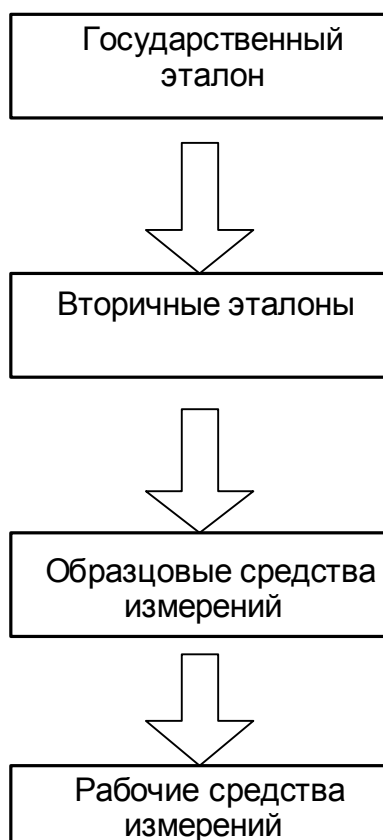 Государственный
эталон
Вторичные эталоны
Образцовые средства
измерений
Рабочие средства
измерений